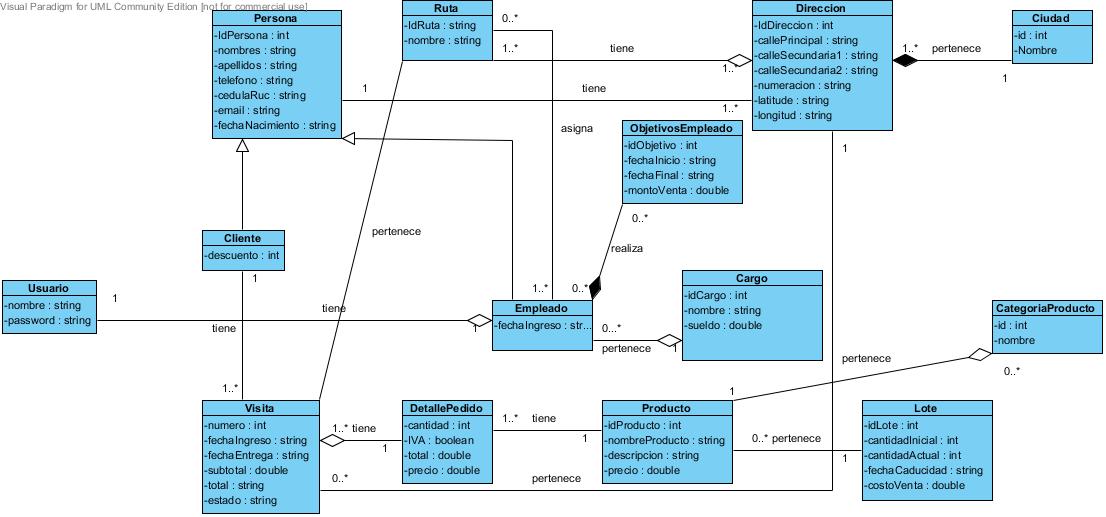 Visual Paradigm for UML Community Edition [not for commercial use]
Persona
-IdPersona : int
-nombres : string
-apellidos : string
-telefono : string
-cedulaRuc : string
-email : string
-fechaNacimiento : string
Ruta
-IdRuta : string
-nombre : string
0..*
1..*
tiene
1..*
Direccion
-IdDireccion : int
-callePrincipal : string
-calleSecundaria1 : string
-calleSecundaria2 : string
-numeracion : string
-latitude : string
-longitud : string
1..*
pertenece
1
Ciudad
-id : int
-Nombre
1
tiene
1..*
asigna
ObjetivosEmpleado
-idObjetivo : int
-fechaInicio : string
-fechaFinal : string
-montoVenta : double
1
0..*
realiza
0..*
1..*
pertenece
Cliente
-descuento : int
1
Usuario
-nombre : string
-password : string
1
tiene
tiene
1
Empleado
-fechaIngreso : str...
0...*
pertenece
1
Cargo
-idCargo : int
-nombre : string
-sueldo : double
CategoriaProducto
-id : int
-nombre
pertenece
0..*
1
1..*
Visita
-numero : int
-fechaIngreso : string
-fechaEntrega : string
-subtotal : double
-total : string
-estado : string
1..* tiene
1
DetallePedido
-cantidad : int
-IVA : boolean
-total : double
-precio : double
1..*
tiene
1
Producto
-idProducto : int
-nombreProducto : string
-descripcion : string
-precio : double
0..* pertenece
1
Lote
-idLote : int
-cantidadInicial : int
-cantidadActual : int
-fechaCaducidad : string
-costoVenta : double
0..*
pertenece